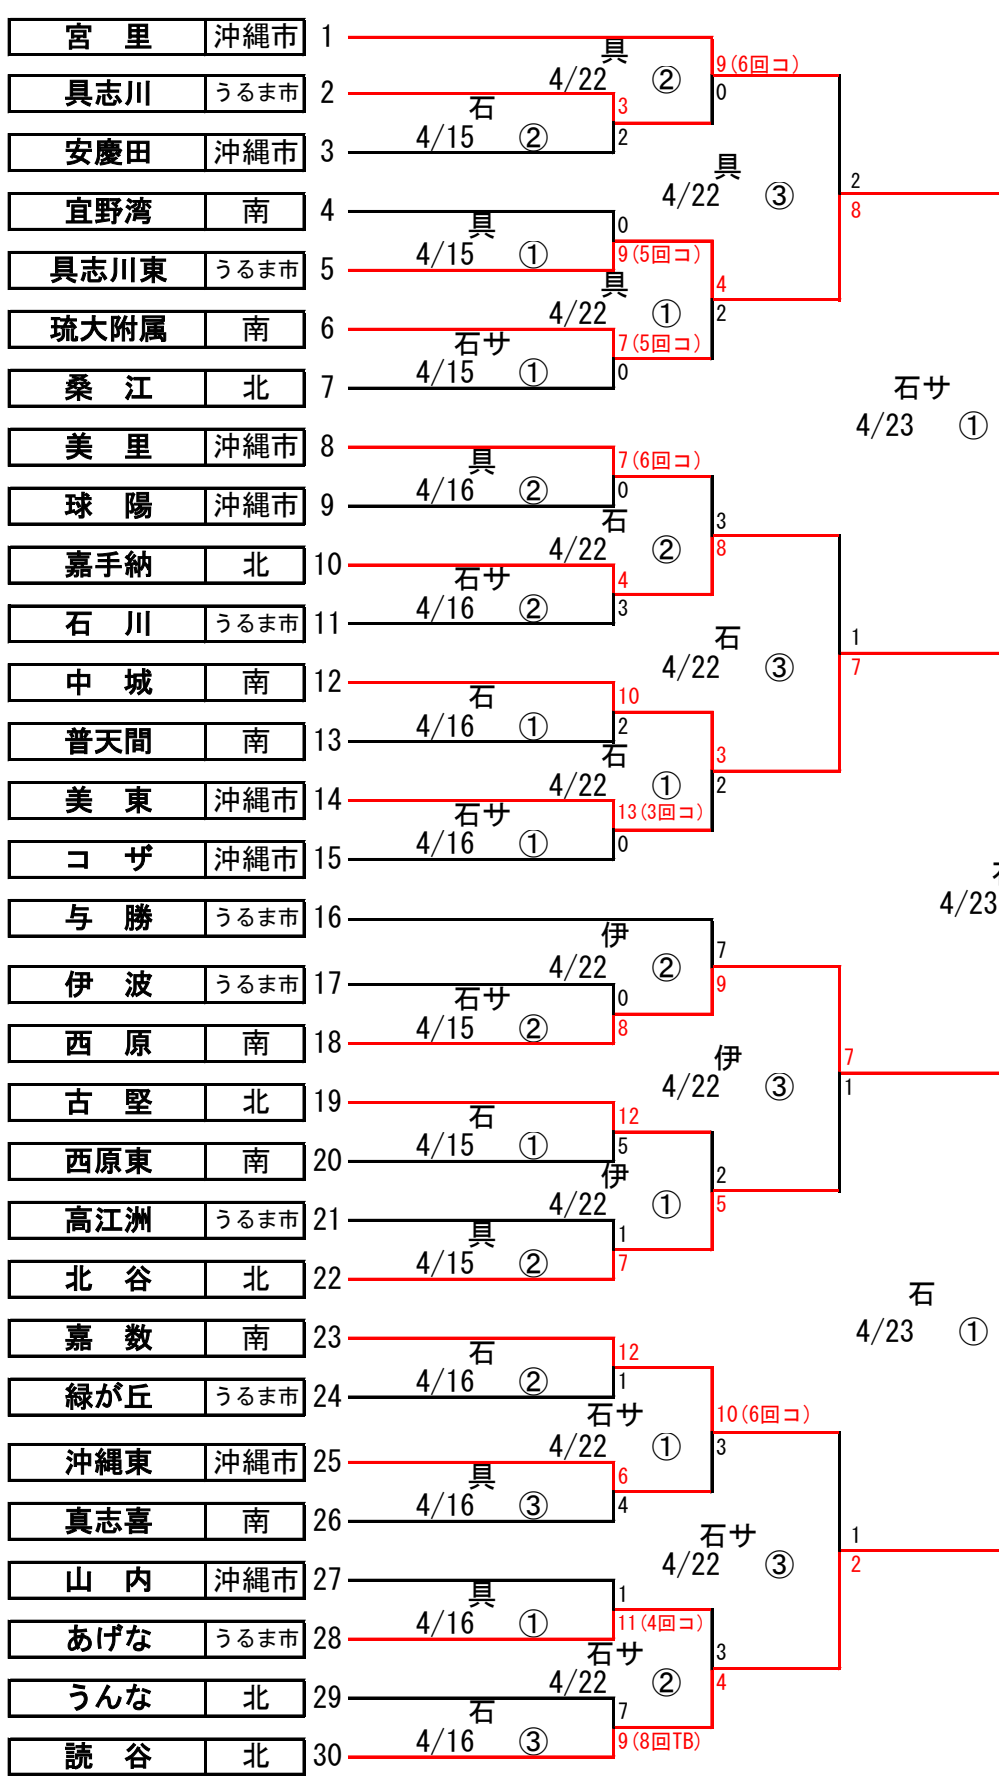 宮　里 沖縄市 1
具志川 うるま市 2
安慶田 沖縄市 3
宜野湾 南 4
具志川東 うるま市 5
琉大附属 南 6
桑　江 北 7
美　里 沖縄市 8
球　陽 沖縄市 9
嘉手納 北 10
石　川 うるま市 11
中　城 南 12
普天間 南 13
美　東 沖縄市 14
コ　ザ 沖縄市 15
与　勝 うるま市 16
伊　波 うるま市 17
西　原 南 18
古　堅 北 19
西原東 南 20
高江洲 うるま市 21
北　谷 北 22
嘉　数 南 23
緑が丘 うるま市 24
沖縄東 沖縄市 25
真志喜 南 26
山　内 沖縄市 27
あげな うるま市 28
うんな 北 29
読　谷 北 30
石
4/15 ②
3
2
具
4/15 ①
0
9(5回コ)
石サ
4/15 ①
7(5回コ)
0
具
4/16 ②
7(6回コ)
0
石サ
4/16 ②
4
3
石
4/16 ①
10
2
石サ
4/16 ①
13(3回コ)
0
石サ
4/15 ②
0
8
石
4/15 ①
12
5
具
4/15 ②
1
7
石
4/16 ②
12
1
具
4/16 ③
6
4
具
4/16 ①
1
11(4回コ)
石
4/16 ③
7
9(8回TB)
具
4/22 ②
9(6回コ)
0
具
4/22 ①
4
2
石
4/22 ②
3
8
石
4/22 ①
3
2
伊
4/22 ②
7
9
伊
4/22 ①
2
5
石サ
4/22 ①
10(6回コ)
3
石サ
4/22 ②
3
4
具
4/22 ③
2
8
石
4/22 ③
1
7
伊
4/22 ③
7
1
石サ
4/22 ③
1
2
石サ
4/23 ①
石
4/23 ①
4/23